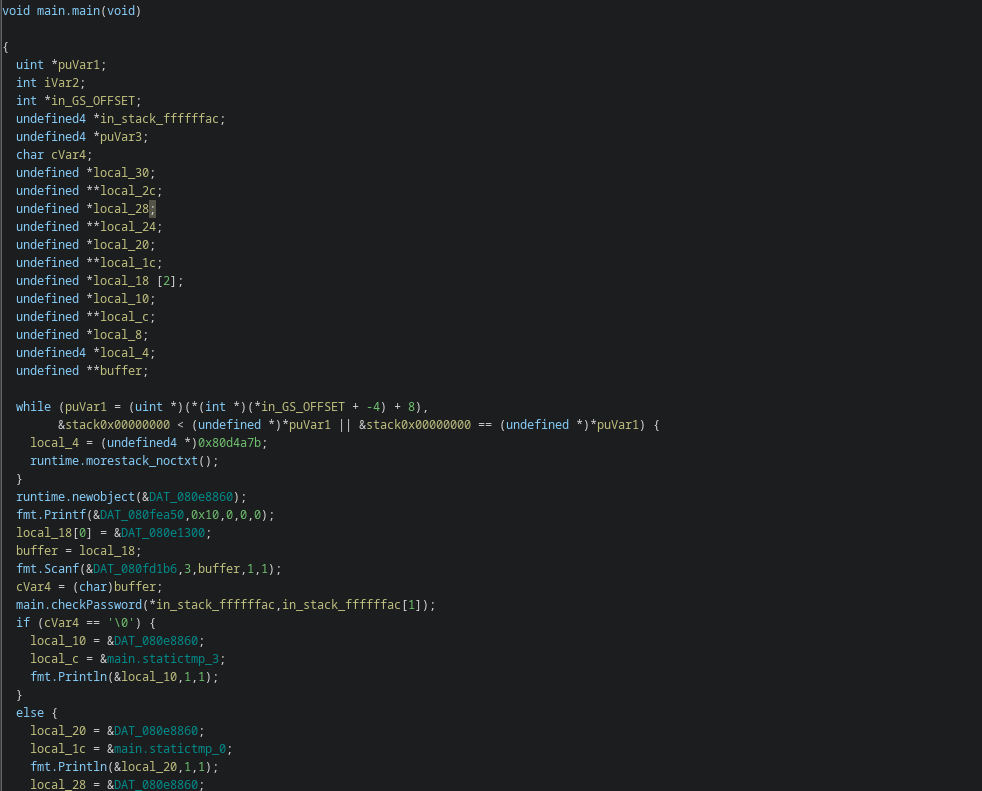 void main.main(void)
{
uint *puVar1;
int iVar2;
int *in_GS_OFFSET;
undefined4 *in_stack_ffffffac;
undefined4 *puVar3;
char cVar4;
undefined *local_30;
undefined **local_2c;
undefined *local_28;
undefined **local_24;
undefined *local_20;
undefined **local_1c;
undefined *local_18 [2];
undefined *local_10;
undefined **local_c;
undefined *local_8;
undefined4 *local_4;
undefined **buffer;
while (puVar1 = (uint *)(*(int *)(*in_GS_OFFSET + -4) + 8),
&stack0x00000000 < (undefined *)*puVar1 || &stack0x00000000 == (undefined *)*puVar1) {
local_4 = (undefined4 *)0x80d4a7b;
runtime.morestack_noctxt();
}
runtime.newobject(&DAT_080e8860);
fmt.Printf(&DAT_080fea50,0x10,0,0,0);
local_18[0] = &DAT_080e1300;
buffer = local_18;
fmt.Scanf(&DAT_080fd1b6,3,buffer,1,1);
cVar4 = (char)buffer;
main.checkPassword(*in_stack_ffffffac,in_stack_ffffffac[1]);
if (cVar4 == '\0') {
local_10 = &DAT_080e8860;
local_c = &main.statictmp_3;
fmt.Println(&local_10,1,1);
}
else {
local_20 = &DAT_080e8860;
local_1c = &main.statictmp_0;
fmt.Println(&local_20,1,1);
local_28 = &DAT_080e8860;